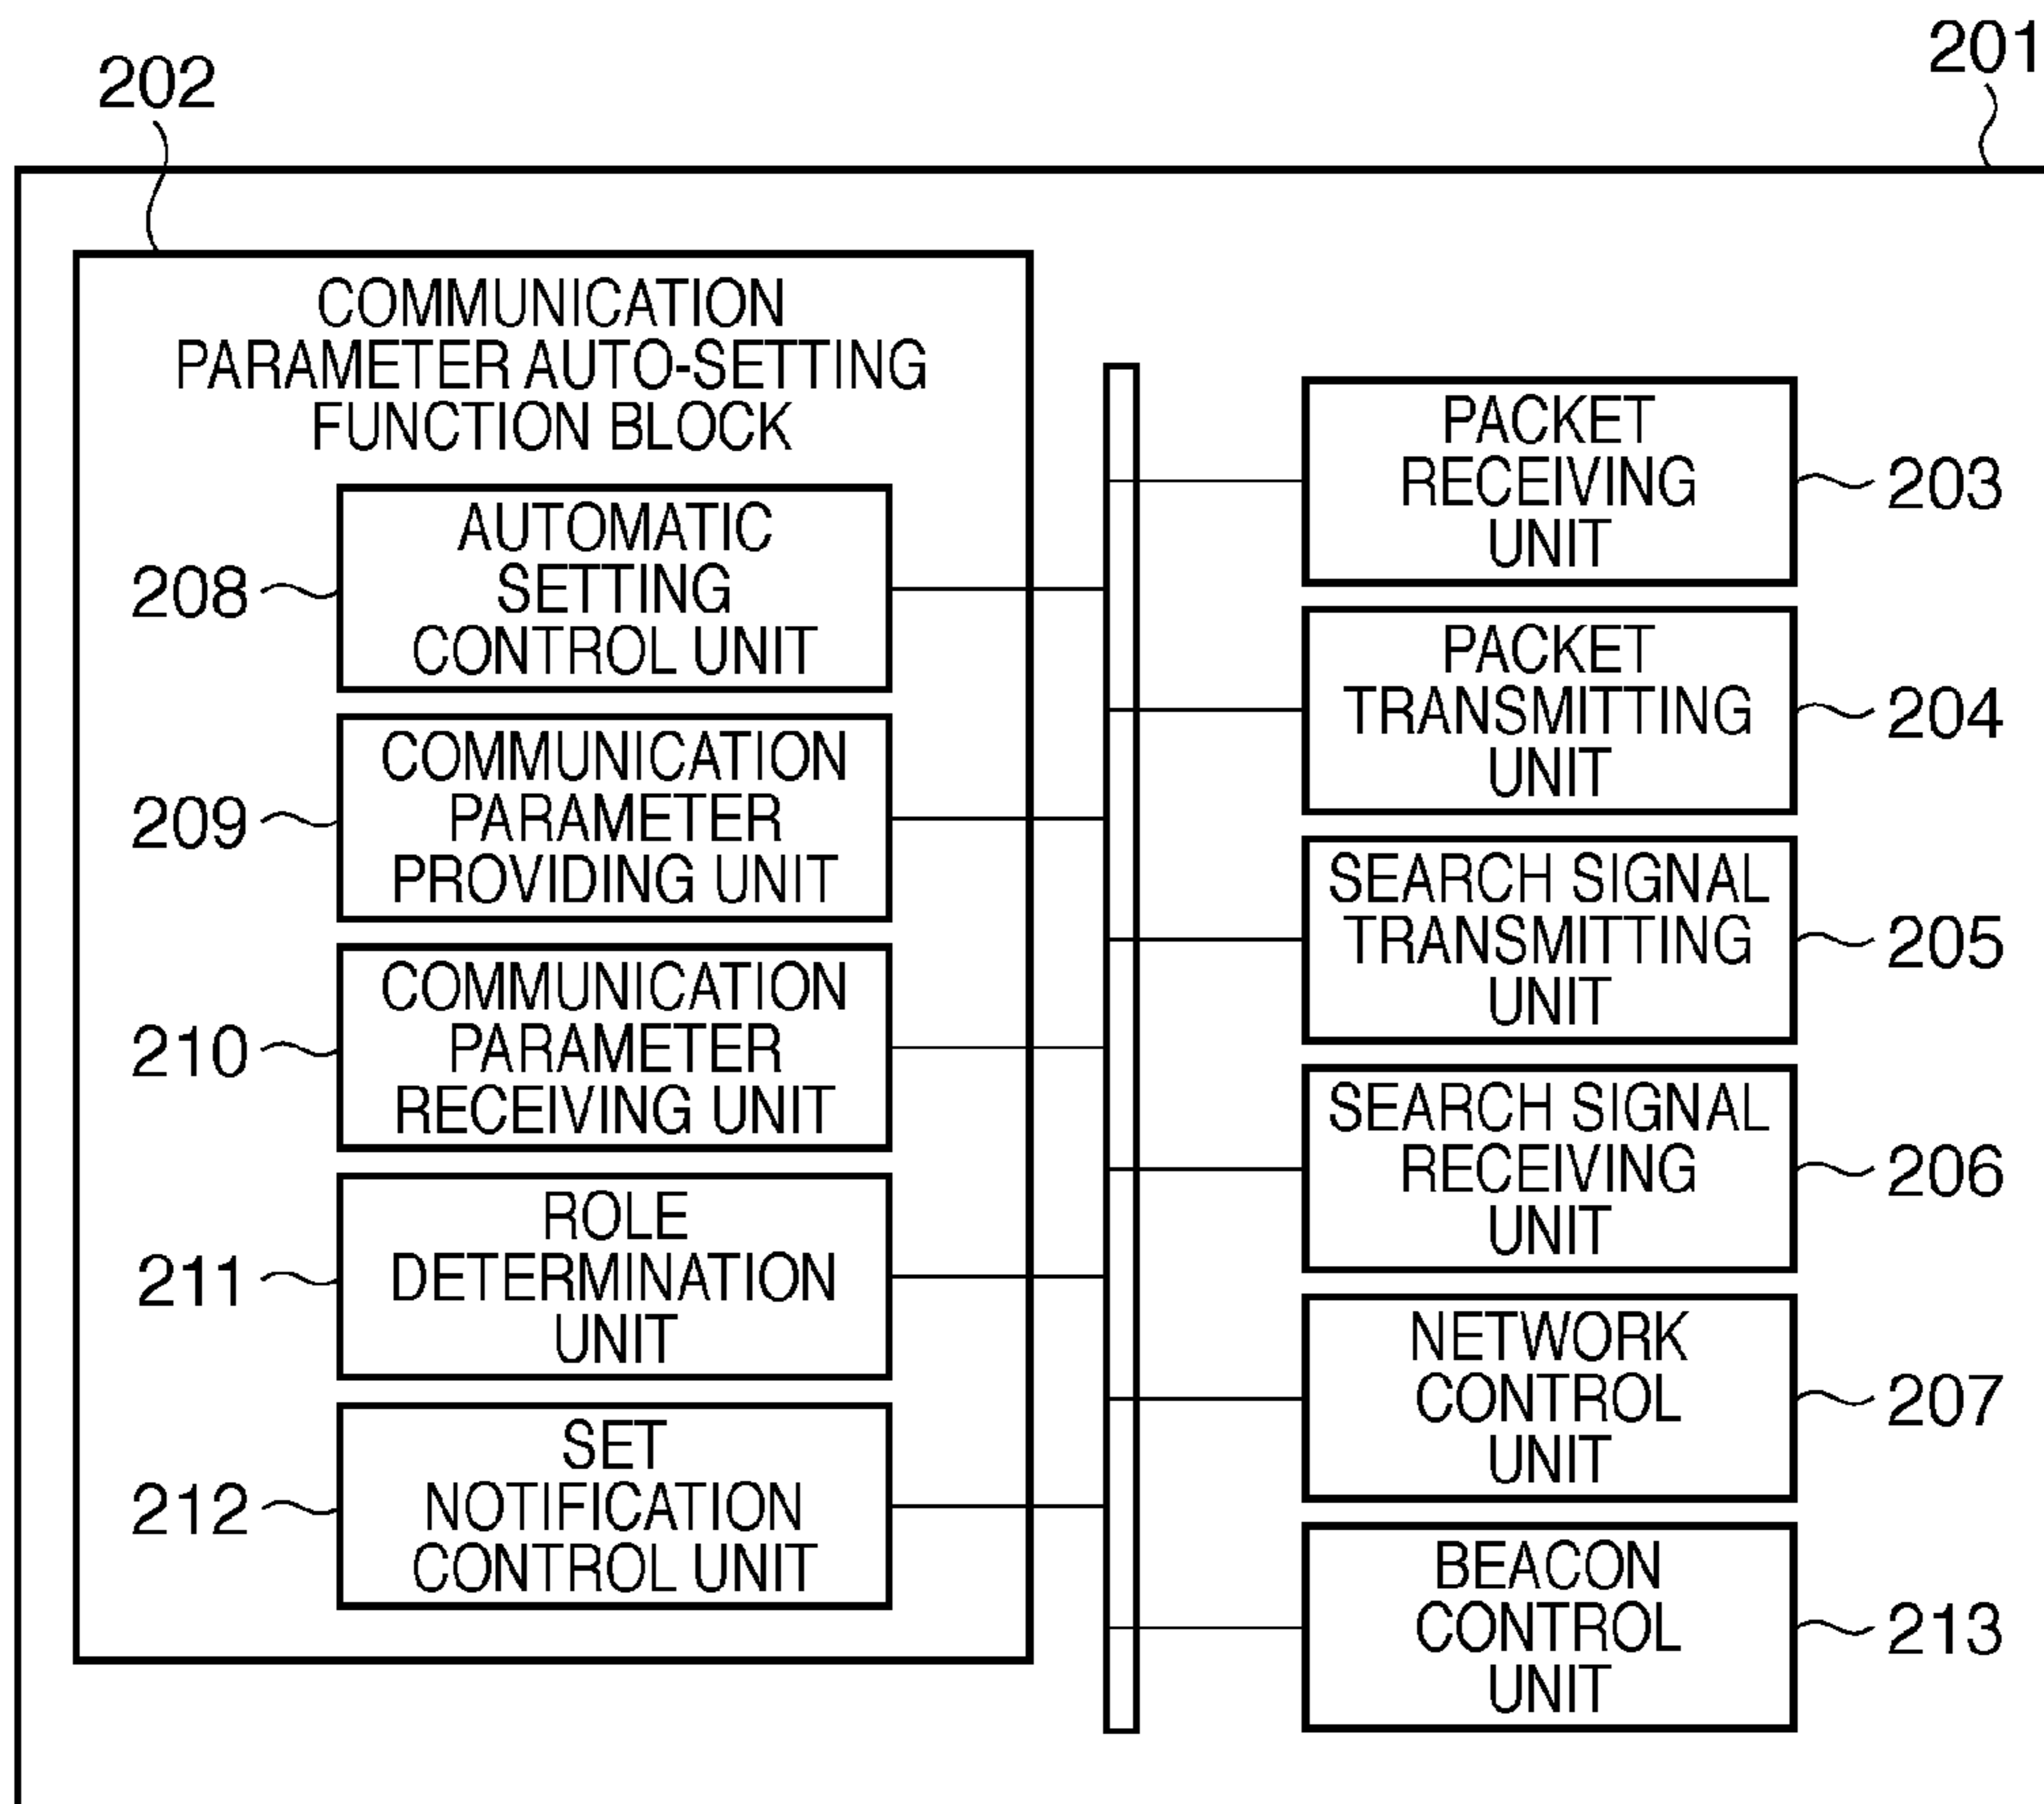 201
202
COMMUNICATION
PARAMETER AUTO-SETTING
FUNCTION BLOCK
208
AUTOMATIC
SETTING
CONTROL UNIT
209
COMMUNICATION
PARAMETER
PROVIDING UNIT
210
COMMUNICATION
PARAMETER
RECEIVING UNIT
211
ROLE
DETERMINATION
UNIT
212
SET
NOTIFICATION
CONTROL UNIT
PACKET
RECEIVING
UNIT
203
PACKET
TRANSMITTING
UNIT
204
SEARCH SIGNAL
TRANSMITTING
UNIT
205
SEARCH SIGNAL
RECEIVING
UNIT
206
NETWORK
CONTROL
UNIT
207
BEACON
CONTROL
UNIT
213